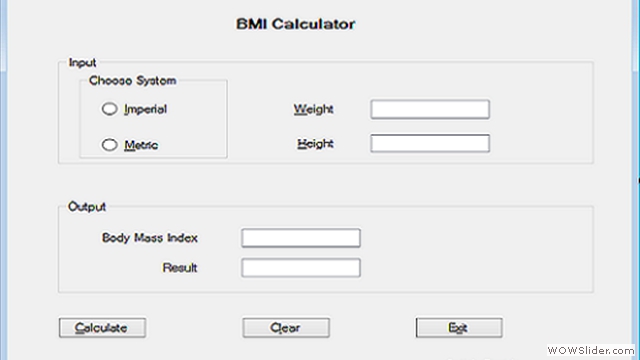 BMI Calculator
Input
Choose System
Imperial
Weight
Metric
Height
Output
Body Mass Index
Result
Calculate
Clear
Exit
WOWSlider.com